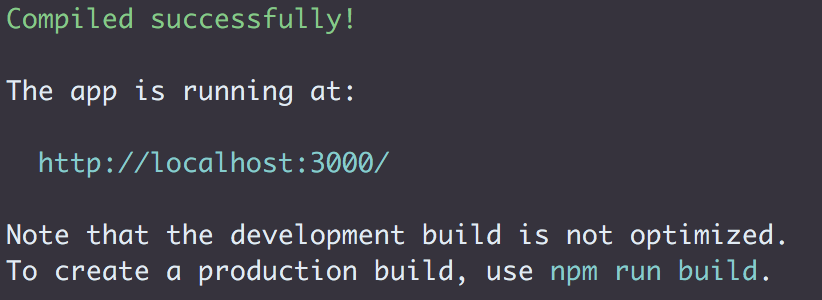 Compiled successfully!
The app is running at:
http://localhost:3000/
Note that the development build is not optimized.
To create a production build, use npm run build.